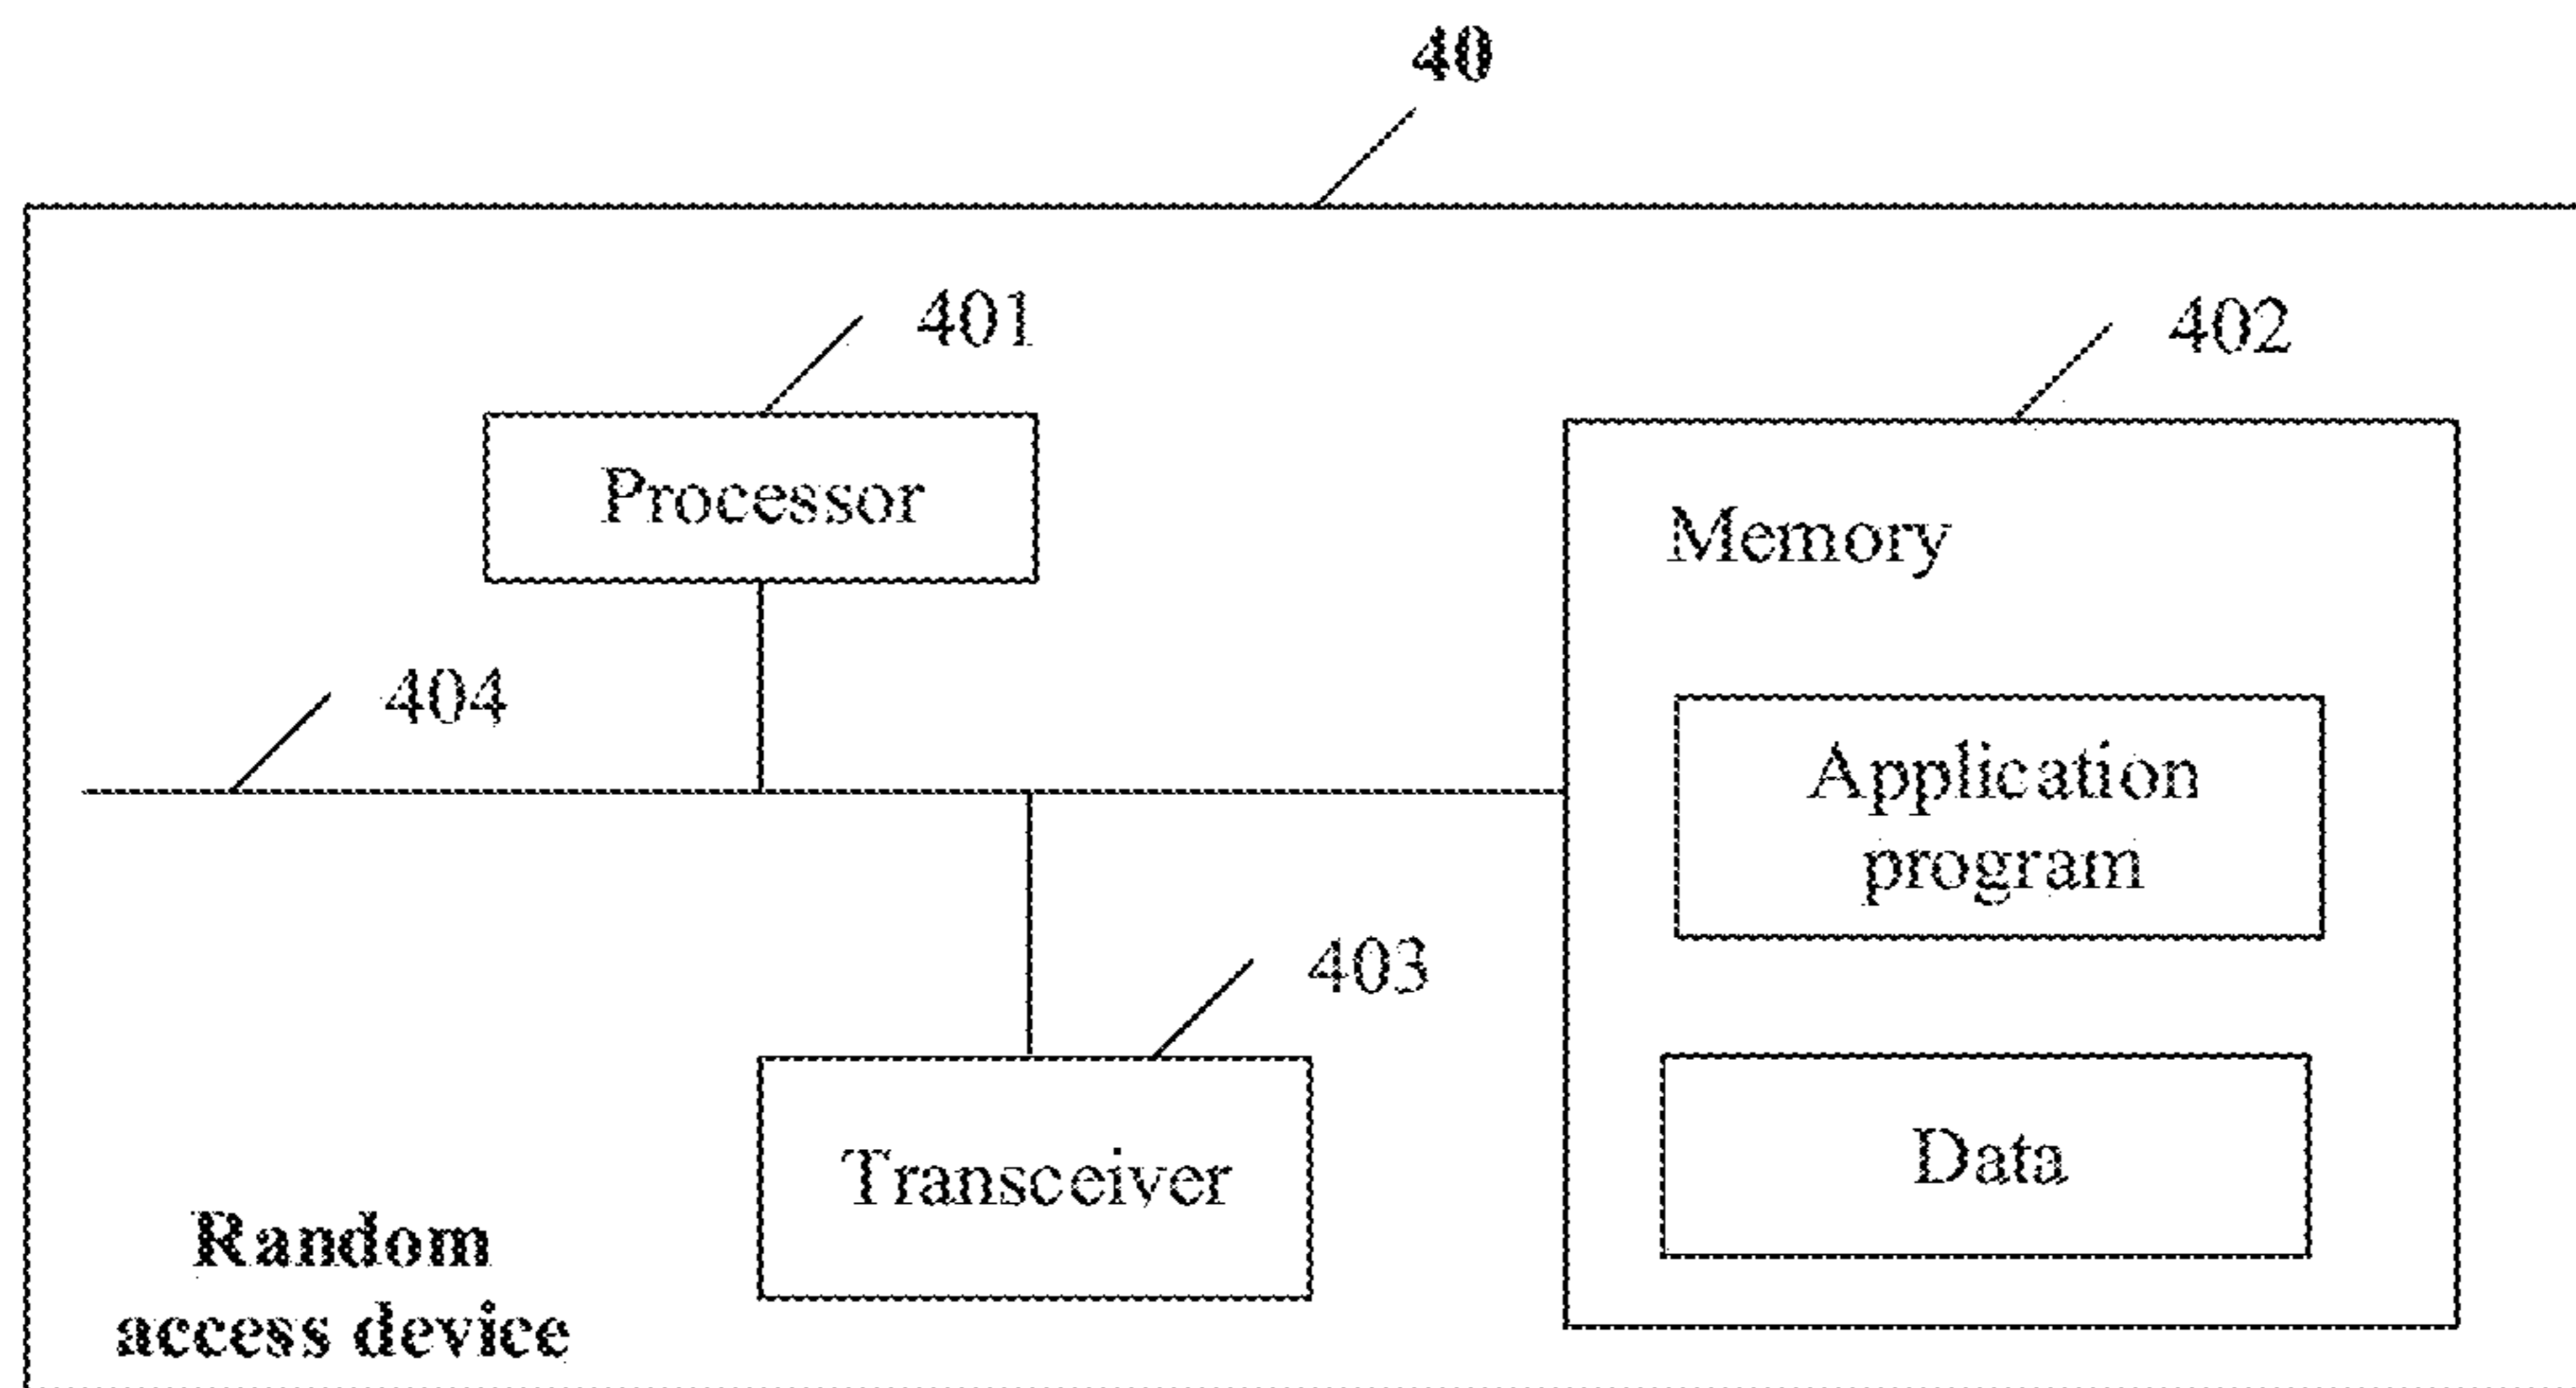 40
401
402
Processor
Memory
404
Application
program
403
Data
Transceiver
Random
access device